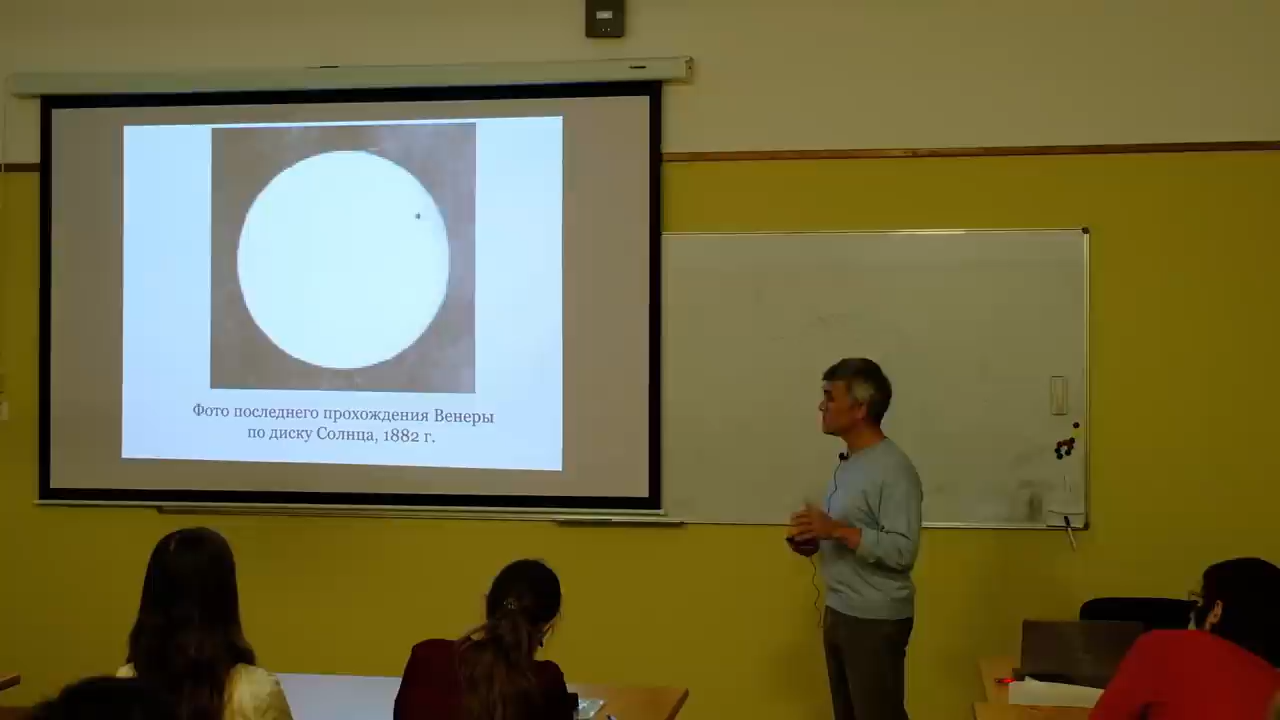 Фото последнего прохождения Венеры
по диску Солнца, 1882 г.